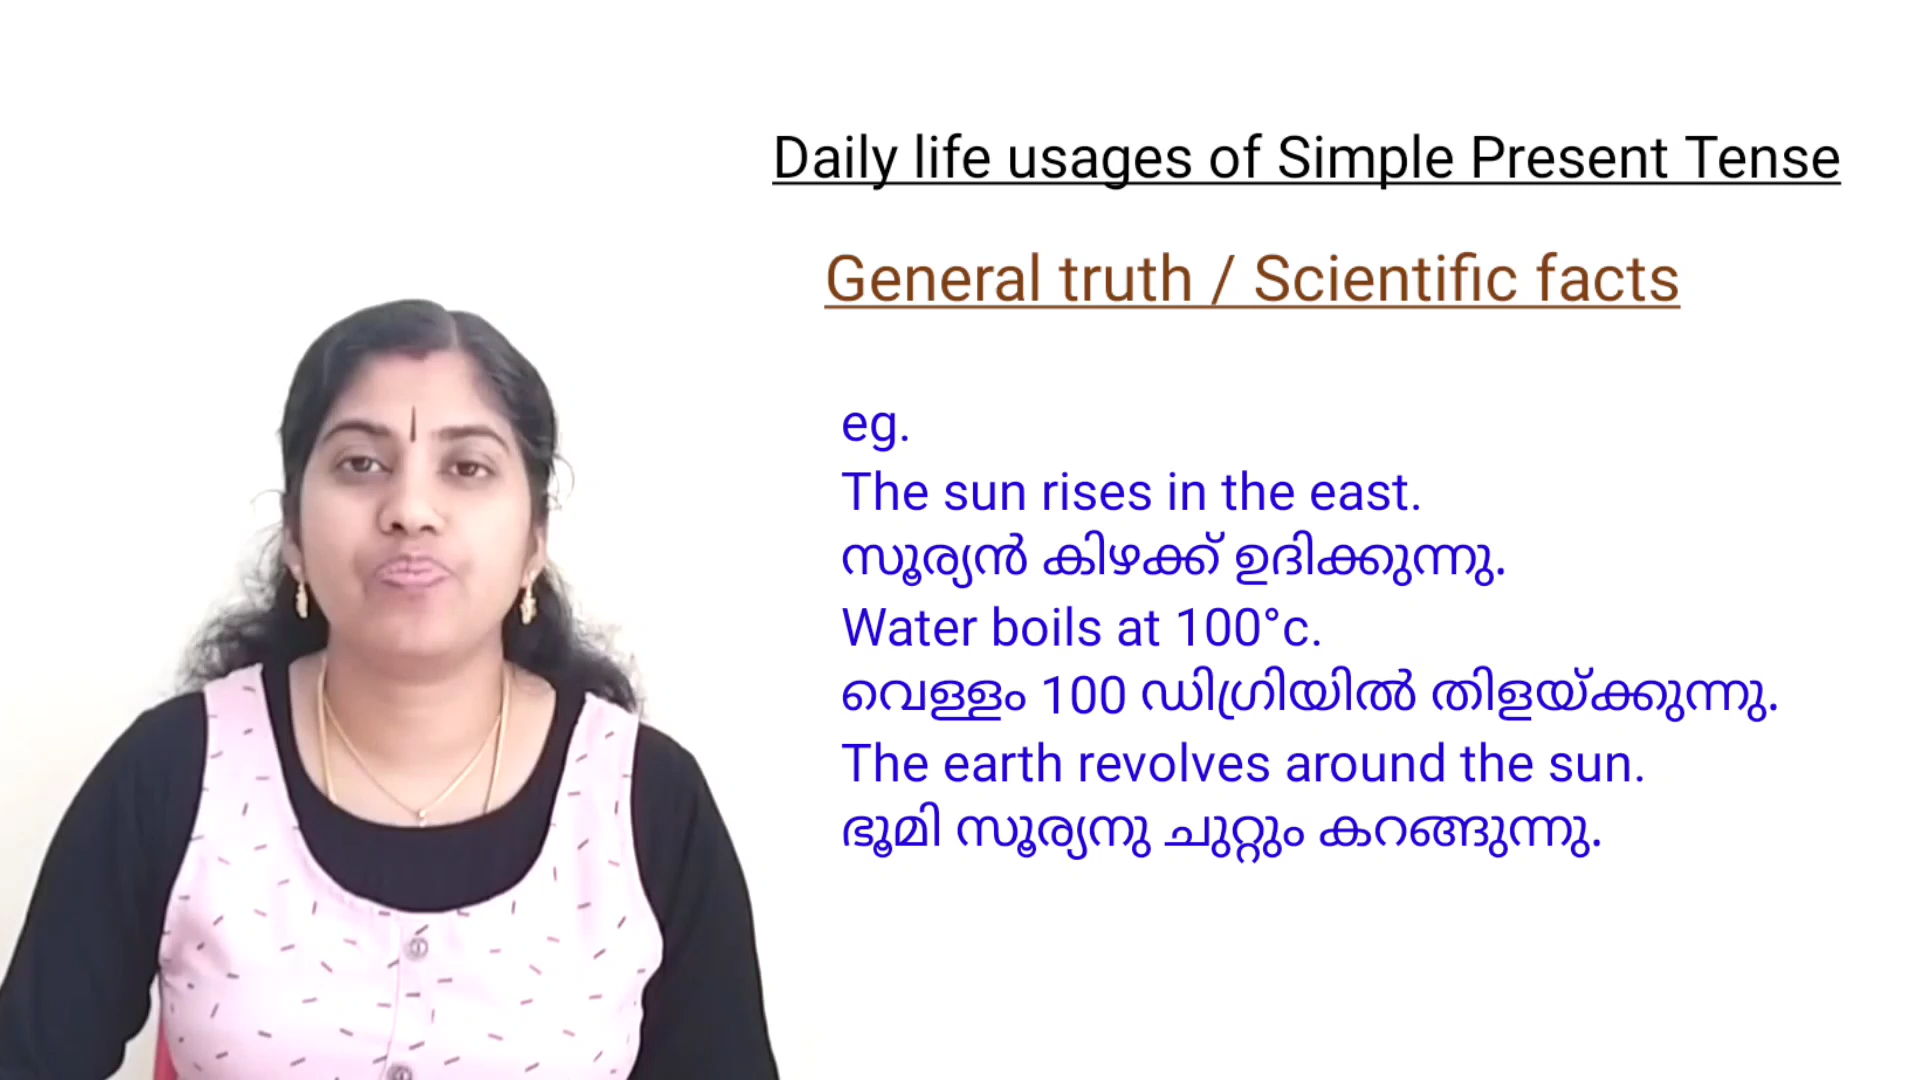 Daily life usages of Simple Present Tense
General truth / Scientific facts
eg.
The sun rises in the east.
സൂര്യൻ കിഴക്ക് ഉദിക്കുന്നു.
Water boils at 100°c.
വെള്ളം 100 ഡിഗ്രിയിൽ തിളയ്ക്കുന്നു.
The earth revolves around the sun.
ഭൂമി സൂര്യനു ചുറ്റും കറങ്ങുന്നു.